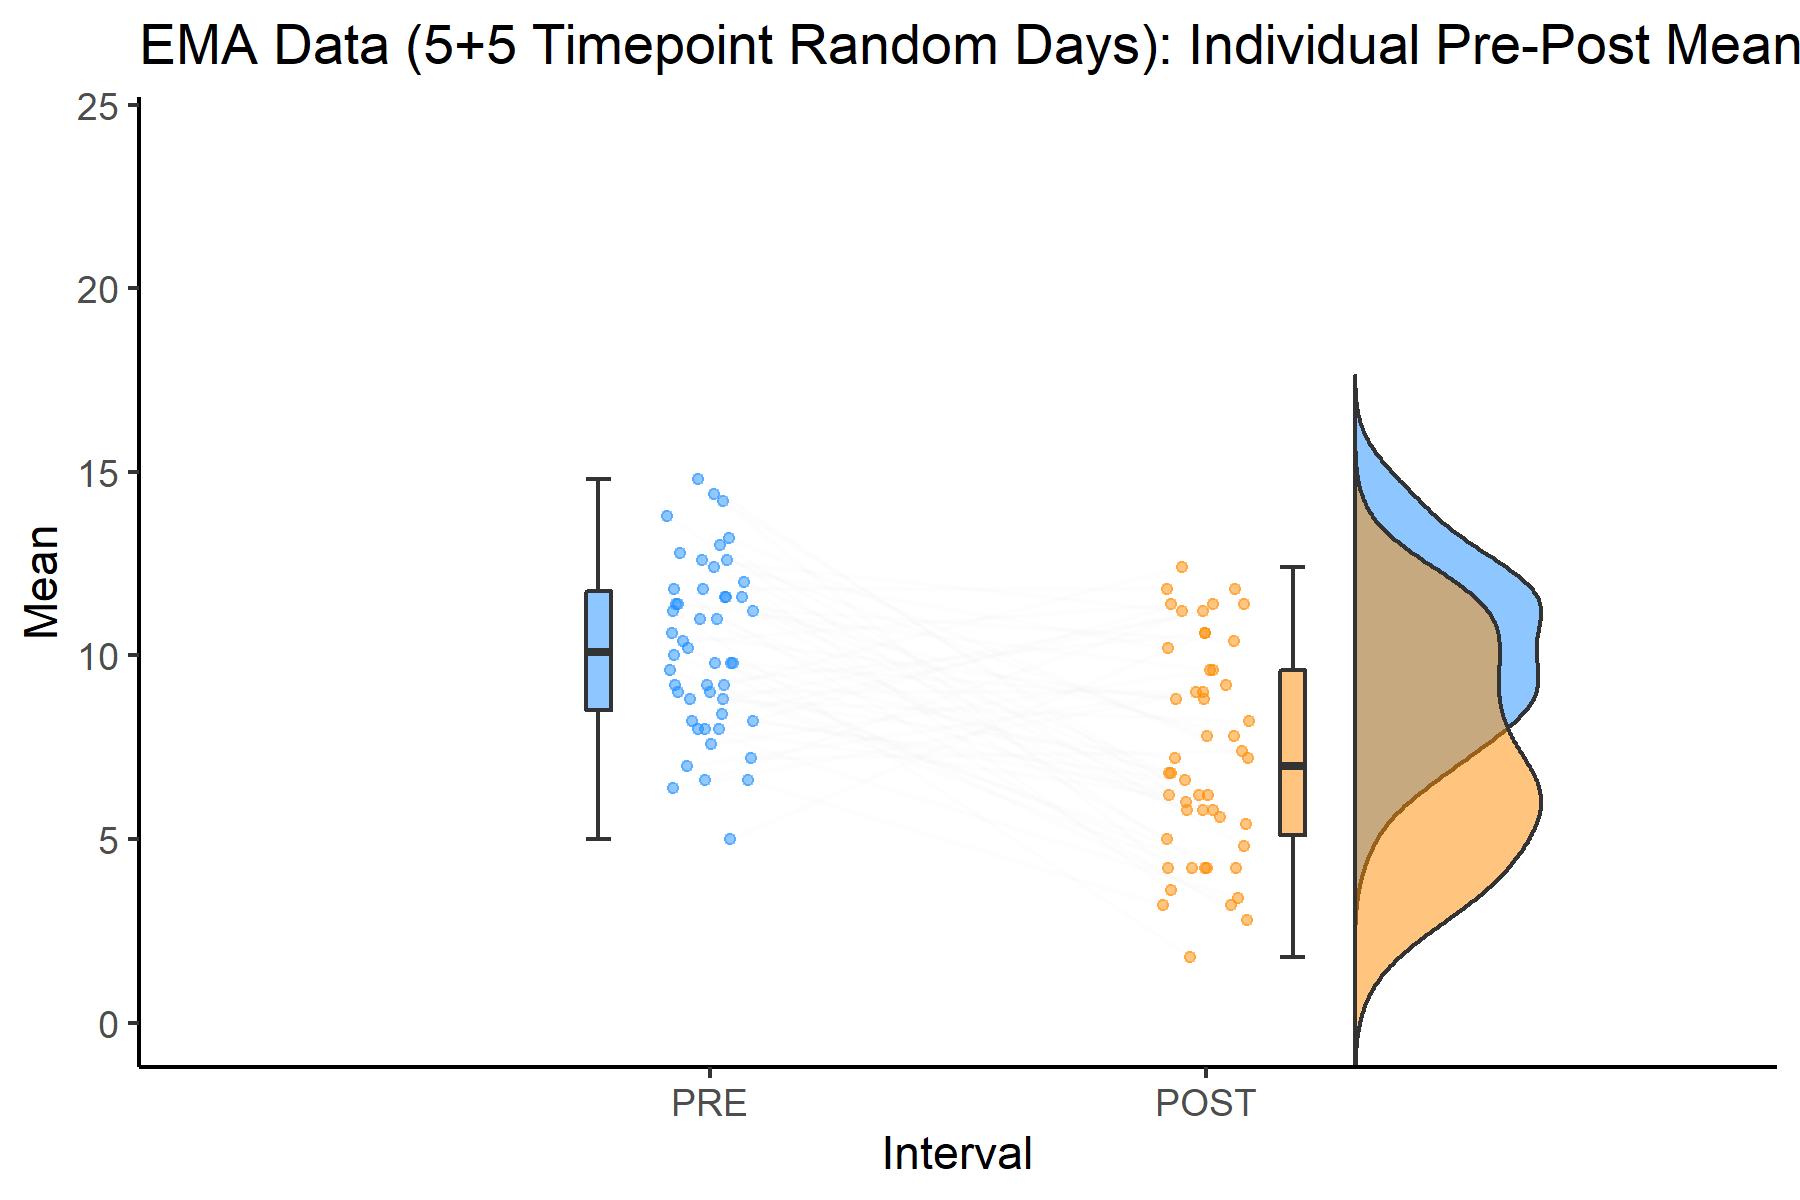 EMA Data (5+5 Timepoint Random Days): Individual Pre-Post Mean
25
20
15
10
5
0
Mean
PRE
POST
Interval